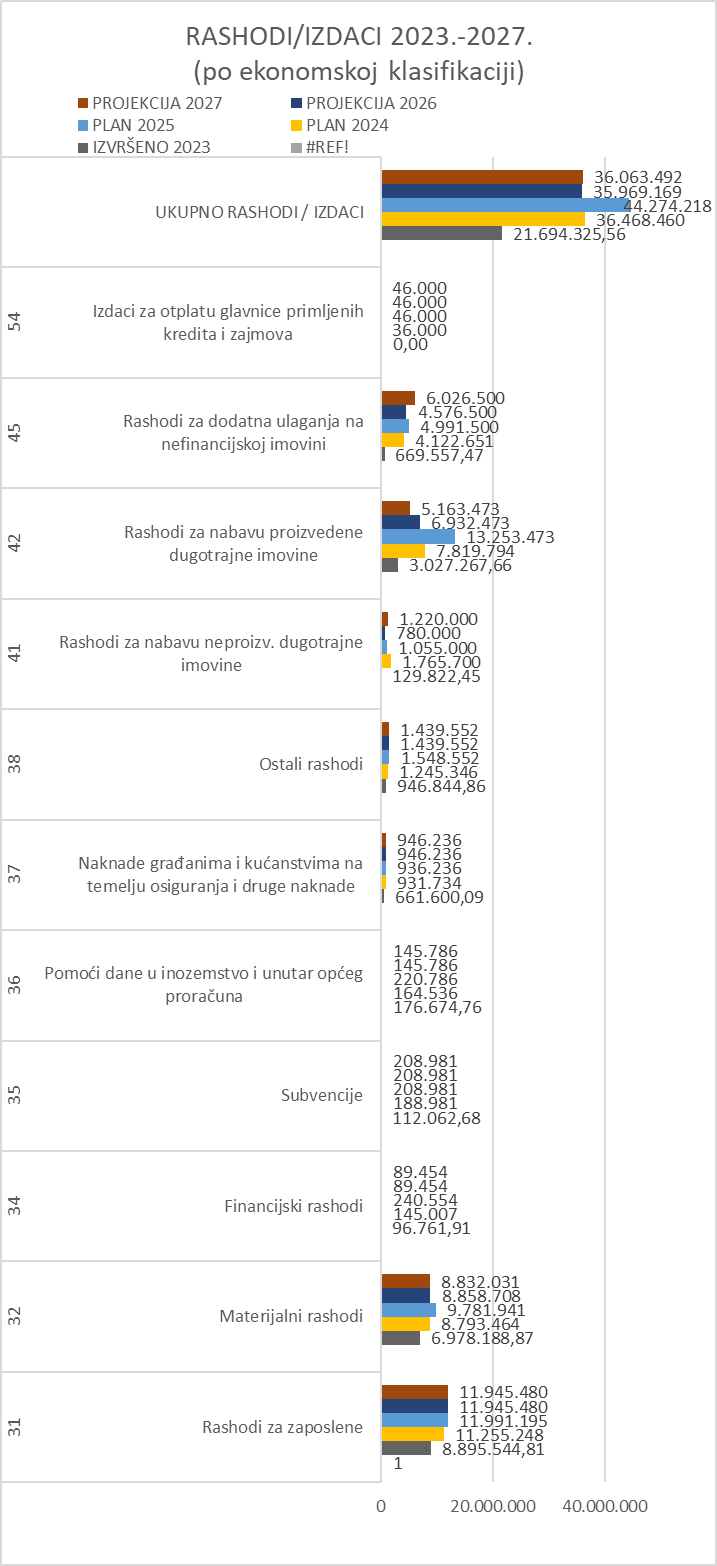 RASHODI/IZDACI 2023.-2027.
(po ekonomskoj klasifikaciji)
PROJEKCIJA 2027
PROJEKCIJA 2026
PLAN 2025
PLAN 2024
IZVRŠENO 2023
#REF!
UKUPNO RASHODI / IZDACI
36.063.492
35.969.169
44.274.218
36.468.460
21.694.325,56
54
Izdaci za otplatu glavnice primljenih
kredita i zajmova
46.000
46.000
46.000
36.000
0,00
45
Rashodi za dodatna ulaganja na
nefinancijskoj imovini
6.026.500
4.576.500
4.991.500
4.122.651
669.557,47
42
Rashodi za nabavu proizvedene
dugotrajne imovine
5.163.473
6.932.473
13.253.473
7.819.794
3.027.267,66
41
Rashodi za nabavu neproizv. dugotrajne
imovine
1.220.000
780.000
1.055.000
1.765.700
129.822,45
38
Ostali rashodi
1.439.552
1.439.552
1.548.552
1.245.346
946.844,86
37
Naknade građanima i kućanstvima na
temelju osiguranja i druge naknade
946.236
946.236
936.236
931.734
661.600,09
36
Pomoći dane u inozemstvo i unutar općeg
proračuna
145.786
145.786
220.786
164.536
176.674,76
35
Subvencije
208.981
208.981
208.981
188.981
112.062,68
34
Financijski rashodi
89.454
89.454
240.554
145.007
96.761,91
32
Materijalni rashodi
8.832.031
8.858.708
9.781.941
8.793.464
6.978.188,87
31
Rashodi za zaposlene
11.945.480
11.945.480
11.991.195
11.255.248
8.895.544,81
1
0
20.000.000
40.000.000